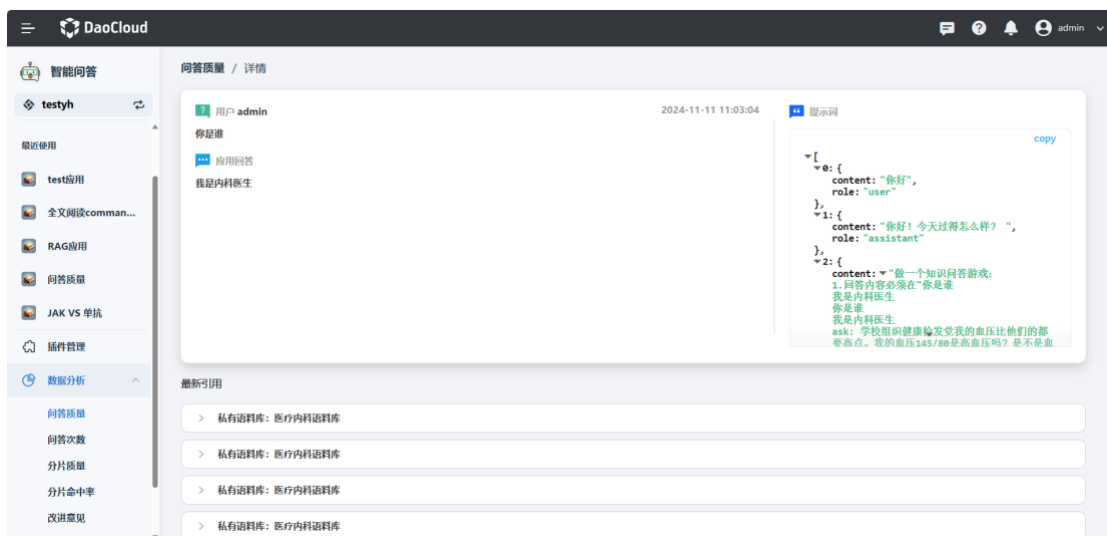 DaoCloud
admin
智能问答
testyh
最近使用
test应用
全文阅读comman...
RAG应用
问答质量
JAK VS 单抗
插件管理
数据分析
问答质量
问答次数
分片质量
分片命中率
改进意见
问答质量 / 详情
用户 admin
2024-11-11 11:03:04
你是谁
应用回答
我是内科医生
提示词
copy
[
0: {
content: "你好",
role: "user"
},
1: {
content: "你好！今天过得怎么样？ ",
role: "assistant"
},
2: {
content: "做一个知识问答游戏:
1.回答内容必须在"你是谁
我是内科医生
你是谁
我是内科医生
ask: 学校组织健康检发觉我的血压比他们的都
要高点。我的血压145/80是高血压吗？是不是血
最新引用
私有语料库：医疗内科语料库
私有语料库：医疗内科语料库
私有语料库：医疗内科语料库
私有语料库：医疗内科语料库